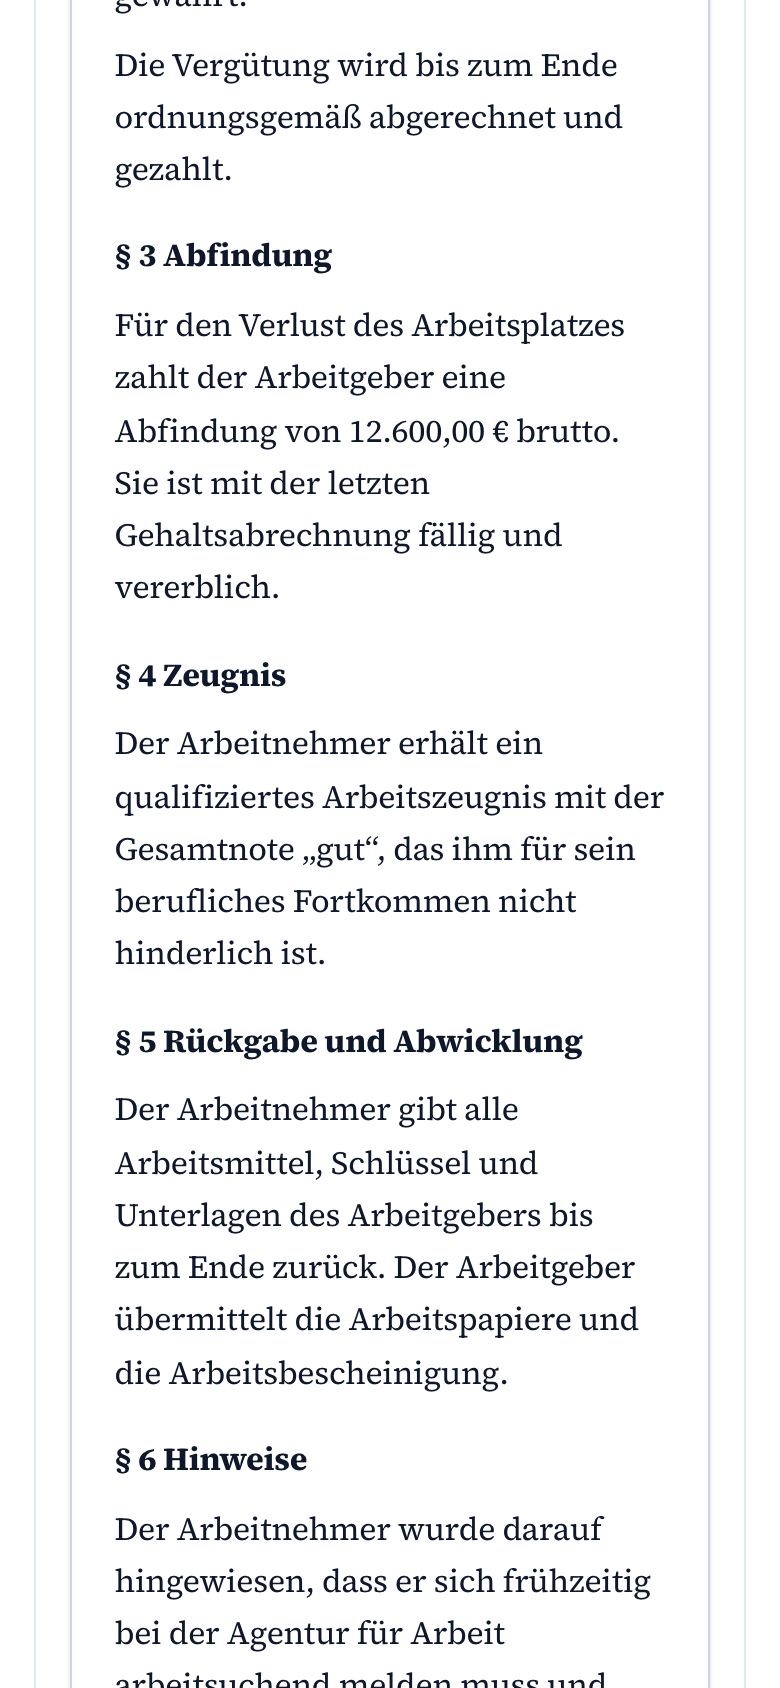 gewährt.
Die Vergütung wird bis zum Ende
ordnungsgemäß abgerechnet und
gezahlt.
§ 3 Abfindung
Für den Verlust des Arbeitsplatzes
zahlt der Arbeitgeber eine
Abfindung von 12.600,00 € brutto.
Sie ist mit der letzten
Gehaltsabrechnung fällig und
vererblich.
§ 4 Zeugnis
Der Arbeitnehmer erhält ein
qualifiziertes Arbeitszeugnis mit der
Gesamtnote „gut“, das ihm für sein
berufliches Fortkommen nicht
hinderlich ist.
§ 5 Rückgabe und Abwicklung
Der Arbeitnehmer gibt alle
Arbeitsmittel, Schlüssel und
Unterlagen des Arbeitgebers bis
zum Ende zurück. Der Arbeitgeber
übermittelt die Arbeitspapiere und
die Arbeitsbescheinigung.
§ 6 Hinweise
Der Arbeitnehmer wurde darauf
hingewiesen, dass er sich frühzeitig
bei der Agentur für Arbeit
arbeitsuchend melden muss und